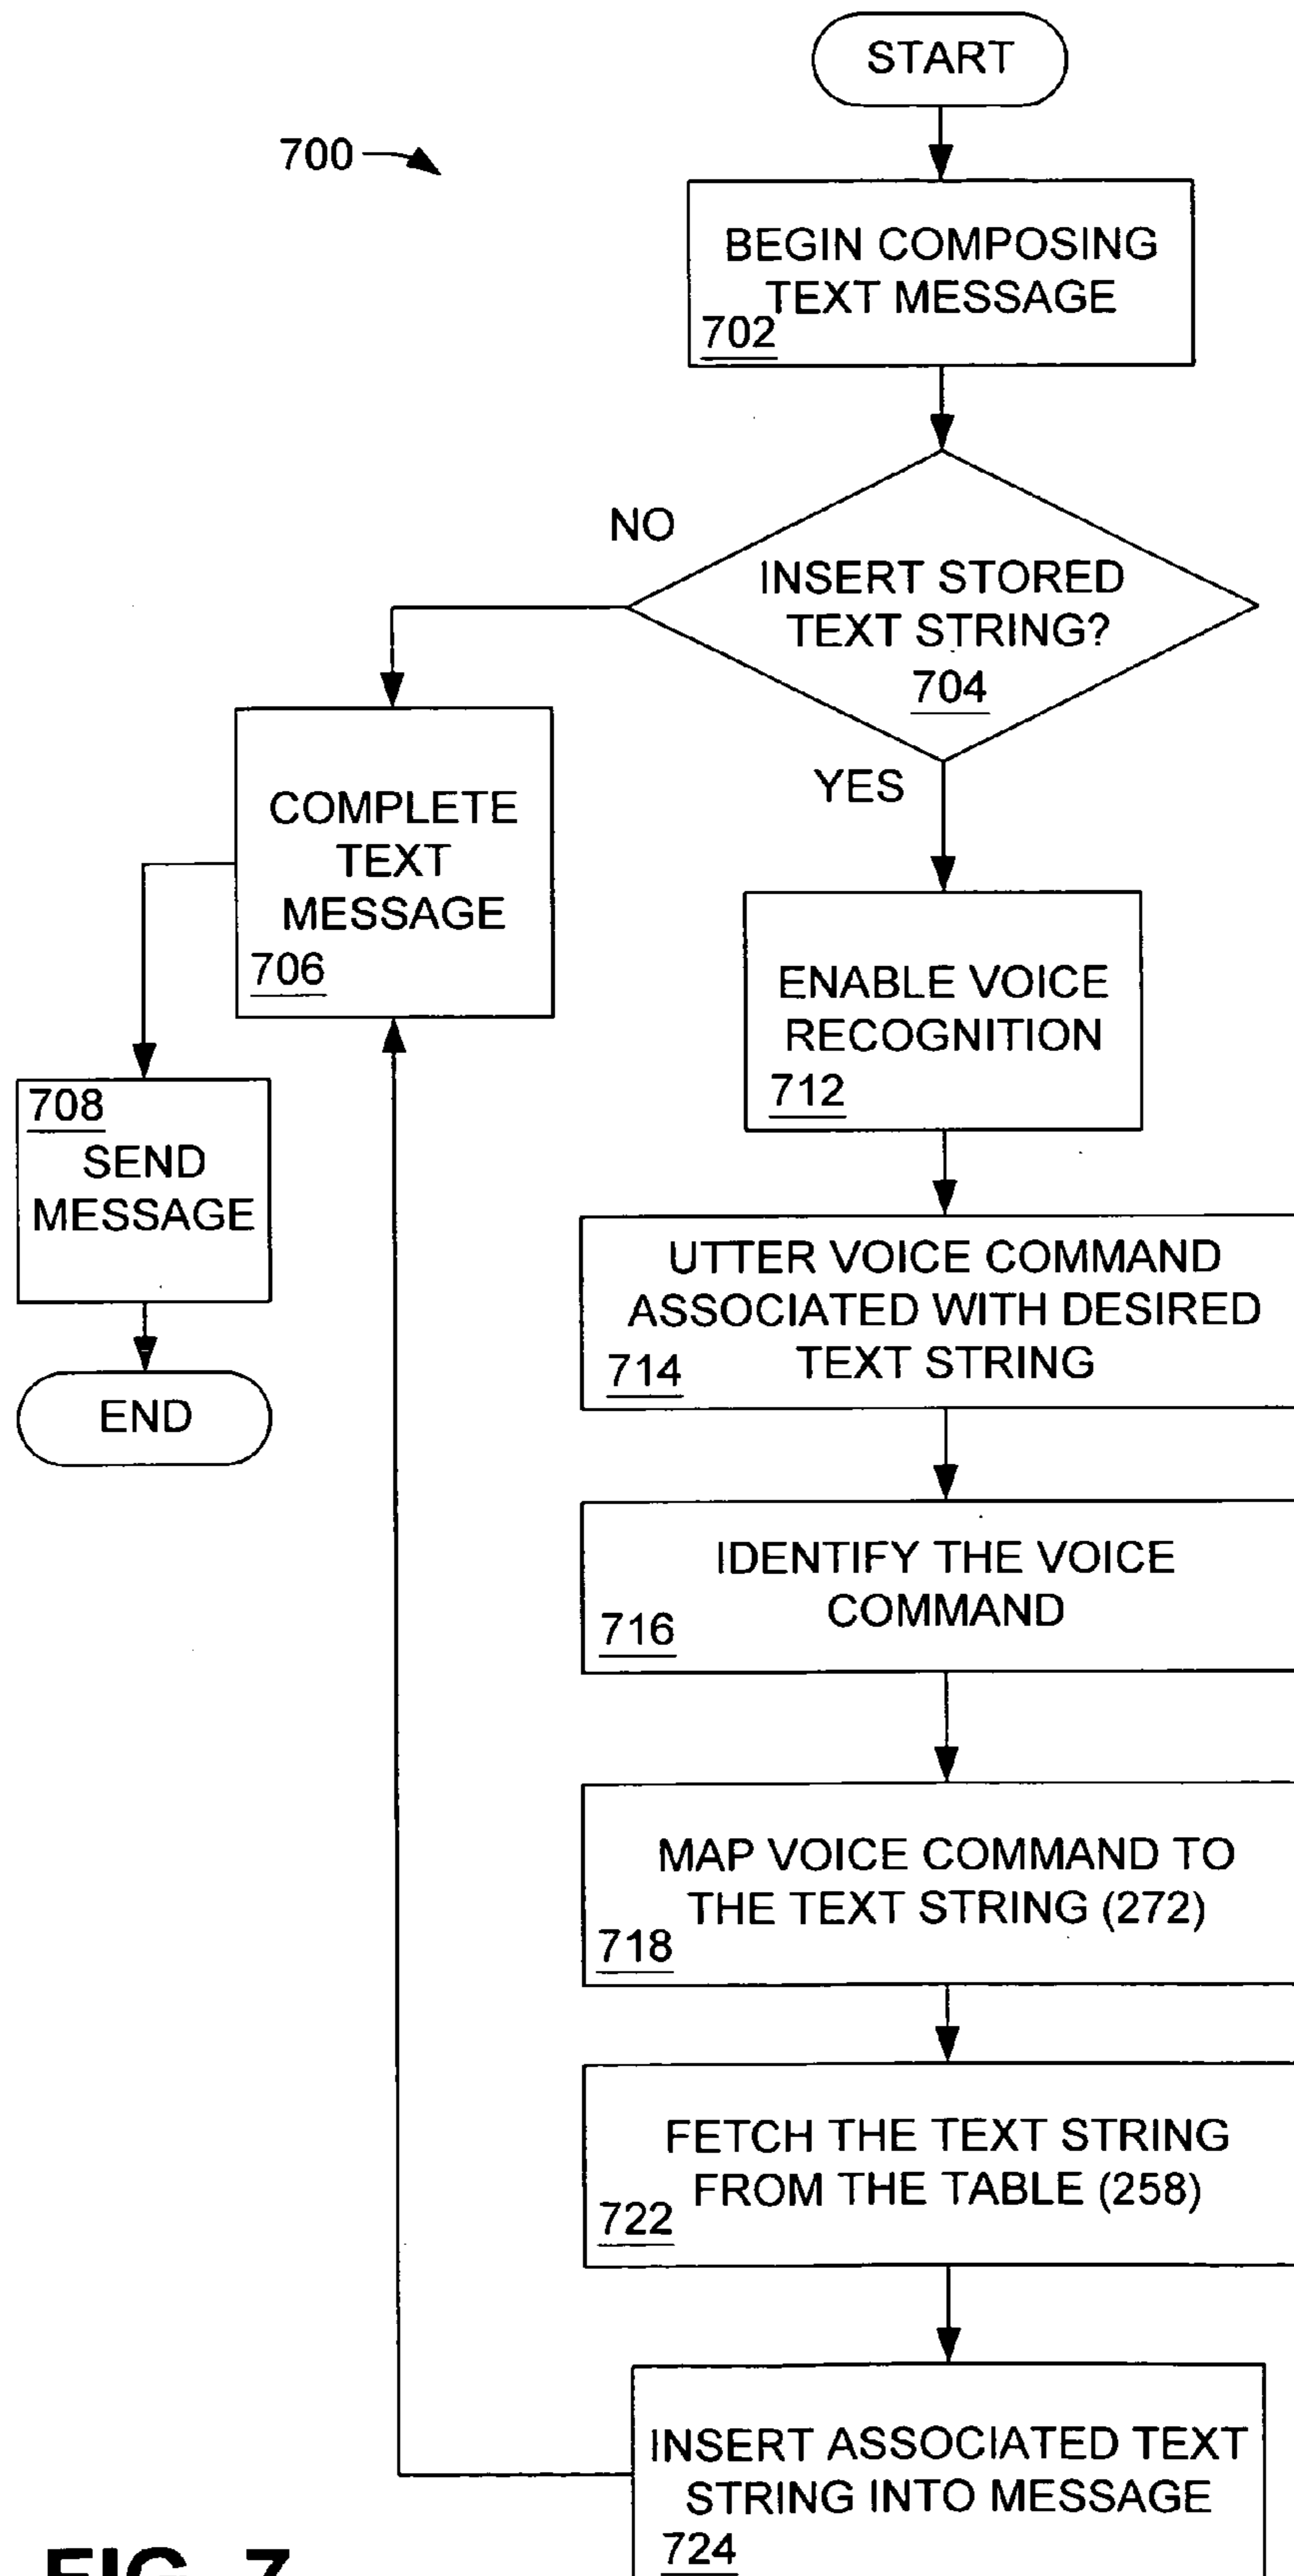 START
700
BEGIN COMPOSING
TEXT MESSAGE
702
NO
INSERT STORED
TEXT STRING?
704
YES
COMPLETE
TEXT
MESSAGE
706
ENABLE VOICE
RECOGNITION
712
708
SEND
MESSAGE
END
UTTER VOICE COMMAND
ASSOCIATED WITH DESIRED
TEXT STRING
714
IDENTIFY THE VOICE
COMMAND
716
MAP VOICE COMMAND TO
THE TEXT STRING (272)
718
FETCH THE TEXT STRING
FROM THE TABLE (258)
722
INSERT ASSOCIATED TEXT
STRING INTO MESSAGE
724
FIG. 7